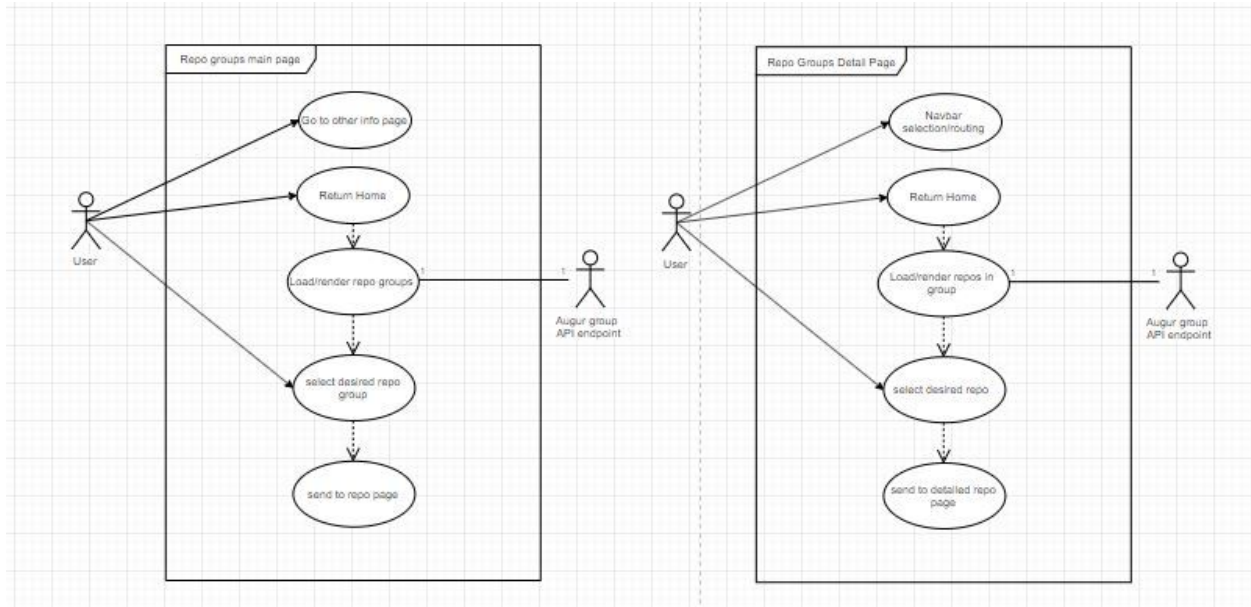 Repo groups main page
Go to other info page
Return Home
User
Load/render repo groups
1
1
Augur group
API endpoint
select desired repo
group
send to repo page
Repo Groups Detail Page
Navbar
selection/routing
Return Home
User
Load/render repos in
group
1
1
Augur group
API endpoint
select desired repo
send to detailed repo
page